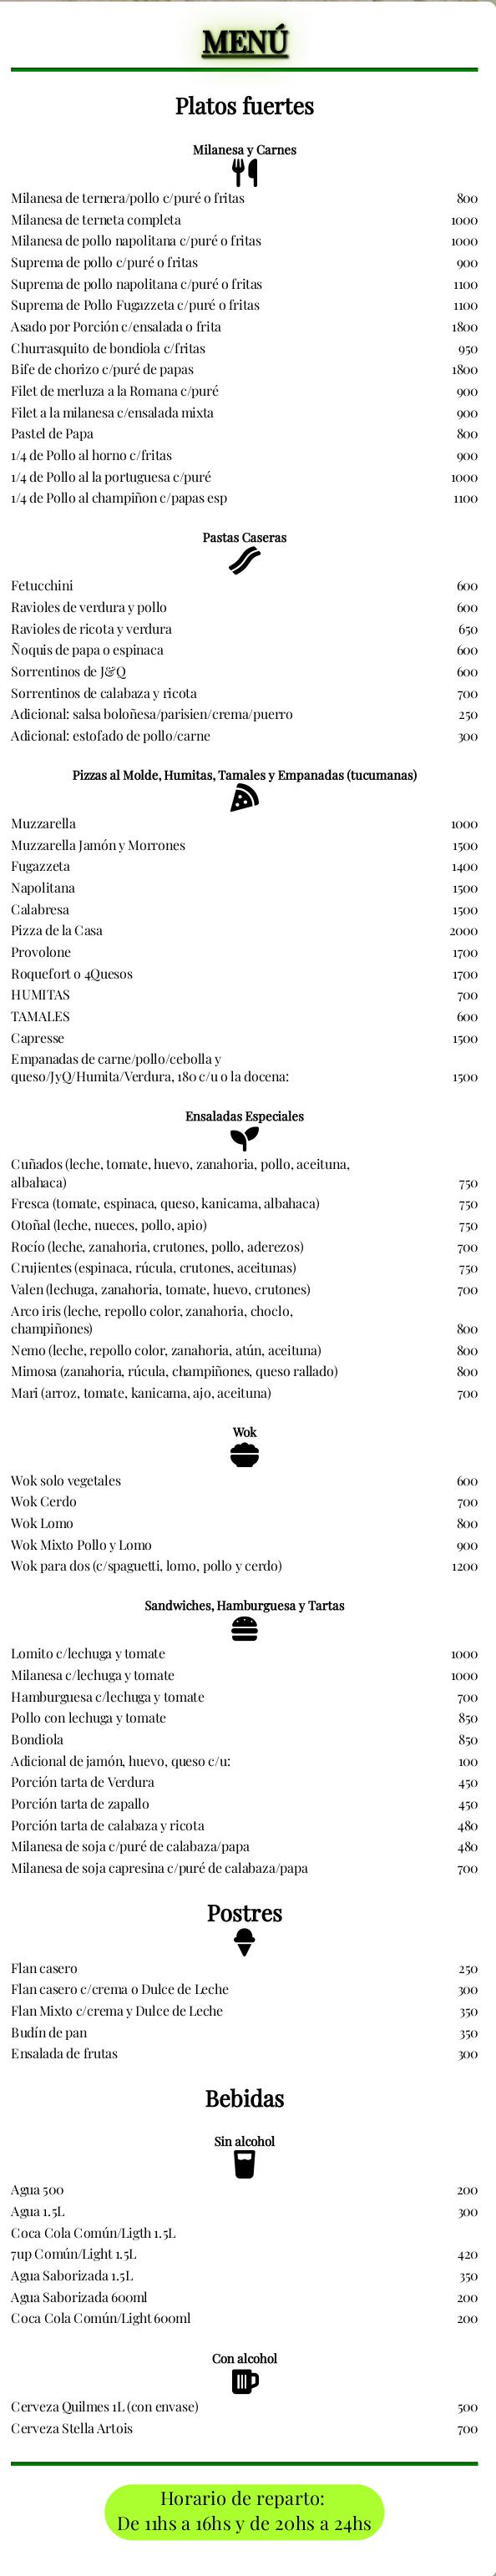 MENÚ
Platos fuertes
Milanesa y Carnes
Milanesa de ternera/pollo c/puré o fritas 800
Milanesa de terneta completa 1000
Milanesa de pollo napolitana c/puré o fritas 1000
Suprema de pollo c/puré o fritas 900
Suprema de pollo napolitana c/puré o fritas 1100
Suprema de Pollo Fugazzeta c/puré o fritas 1100
Asado por Porción c/ensalada o frita 1800
Churrasquito de bondiola c/fritas 950
Bife de chorizo c/puré de papas 1800
Filet de merluza a la Romana c/puré 900
Filet a la milanesa c/ensalada mixta 900
Pastel de Papa 800
1/4 de Pollo al horno c/fritas 900
1/4 de Pollo al la portuguesa c/puré 1000
1/4 de Pollo al champiñon c/papas esp 1100
Pastas Caseras
Fetucchini 600
Ravioles de verdura y pollo 600
Ravioles de ricota y verdura 650
Ñoquis de papa o espinaca 600
Sorrentinos de J&Q 600
Sorrentinos de calabaza y ricota 700
Adicional: salsa boloñesa/parisien/crema/puerro 250
Adicional: estofado de pollo/carne 300
Pizzas al Molde, Humitas, Tamales y Empanadas (tucumanas)
Muzzarella 1000
Muzzarella Jamón y Morrones 1500
Fugazzeta 1400
Napolitana 1500
Calabresa 1500
Pizza de la Casa 2000
Provolone 1700
Roquefort o 4Quesos 1700
HUMITAS 700
TAMALES 600
Capresse 1500
Empanadas de carne/pollo/cebolla y
queso/JyQ/Humita/Verdura, 180 c/u o la docena: 1500
Ensaladas Especiales
Cuñados (leche, tomate, huevo, zanahoria, pollo, aceituna,
albahaca) 750
Fresca (tomate, espinaca, queso, kanicama, albahaca) 750
Otoñal (leche, nueces, pollo, apio) 750
Rocío (leche, zanahoria, crutones, pollo, aderezos) 700
Crujientes (espinaca, rúcula, crutones, aceitunas) 750
Valen (lechuga, zanahoria, tomate, huevo, crutones) 700
Arco iris (leche, repollo color, zanahoria, choclo,
champiñones) 800
Nemo (leche, repollo color, zanahoria, atún, aceituna) 800
Mimosa (zanahoria, rúcula, champiñones, queso rallado) 800
Mari (arroz, tomate, kanicama, ajo, aceituna) 700
Wok
Wok solo vegetales 600
Wok Cerdo 700
Wok Lomo 800
Wok Mixto Pollo y Lomo 900
Wok para dos (c/spaguetti, lomo, pollo y cerdo) 1200
Sandwiches, Hamburguesa y Tartas
Lomito c/lechuga y tomate 1000
Milanesa c/lechuga y tomate 1000
Hamburguesa c/lechuga y tomate 700
Pollo con lechuga y tomate 850
Bondiola 850
Adicional de jamón, huevo, queso c/u: 100
Porción tarta de Verdura 450
Porción tarta de zapallo 450
Porción tarta de calabaza y ricota 480
Milanesa de soja c/puré de calabaza/papa 480
Milanesa de soja capresina c/puré de calabaza/papa 700
Postres
Flan casero 250
Flan casero c/crema o Dulce de Leche 300
Flan Mixto c/crema y Dulce de Leche 350
Budín de pan 350
Ensalada de frutas 300
Bebidas
Sin alcohol
Agua 500 200
Agua 1.5L 300
Coca Cola Común/Ligth 1.5L
7up Común/Light 1.5L 420
Agua Saborizada 1.5L 350
Agua Saborizada 600ml 200
Coca Cola Común/Light 600ml 200
Con alcohol
Cerveza Quilmes 1L (con envase) 500
Cerveza Stella Artois 700
Horario de reparto:
De 11hs a 16hs y de 20hs a 24hs